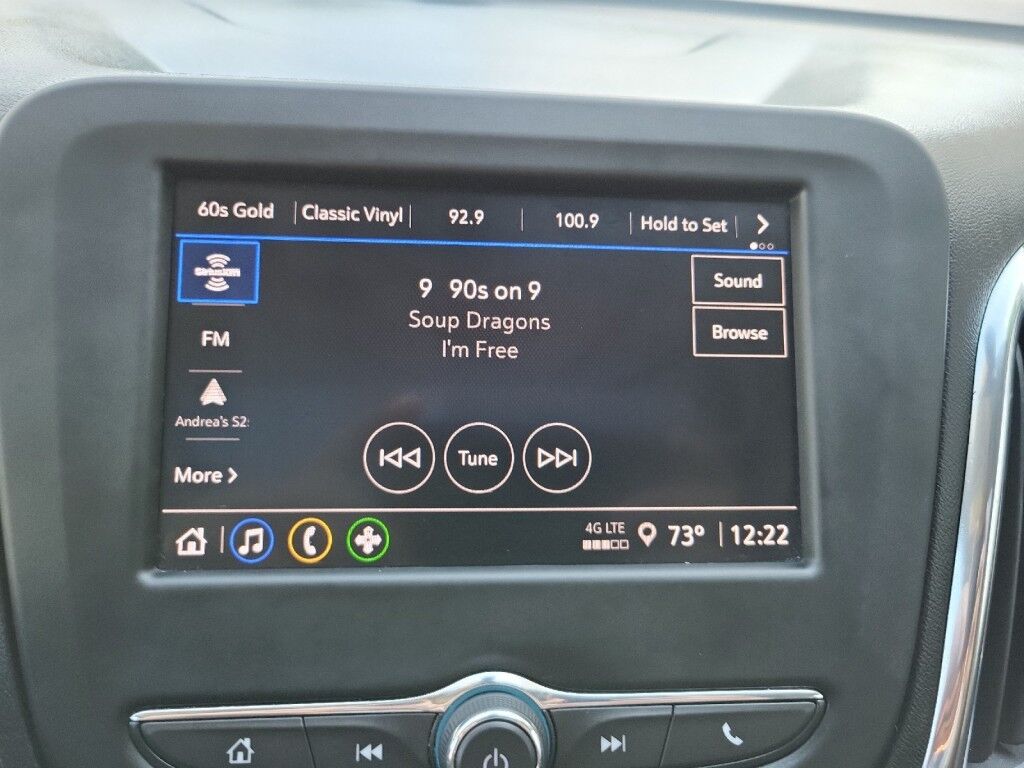 60s Gold Classic Vinyl 92.9 100.9 Hold to Set
SiriusXM
9 90s on 9
Sound
Soup Dragons
FM
I'm Free
Browse
Andrea's S2
More
Tune
4G LTE 73° 12:22